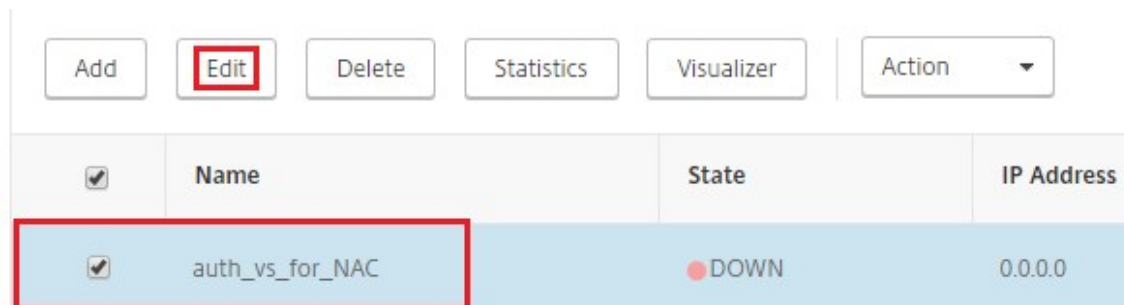 Add Edit Delete Statistics Visualizer Action
Name State IP Address
auth_vs_for_NAC DOWN 0.0.0.0